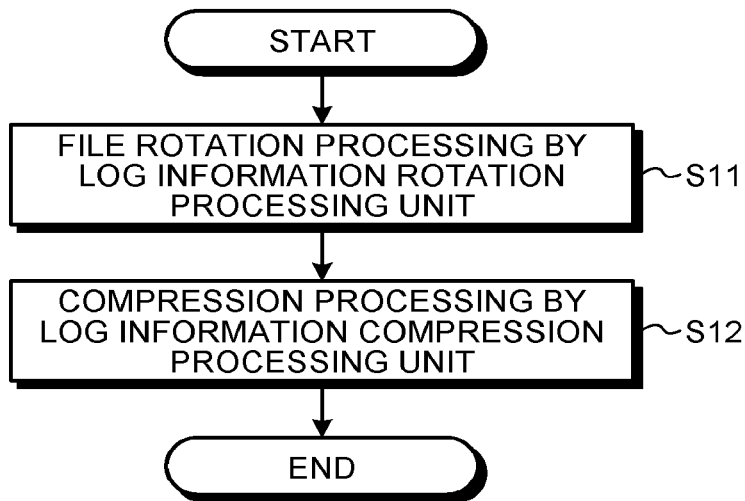 START
FILE ROTATION PROCESSING BY
LOG INFORMATION ROTATION
PROCESSING UNIT
S11
COMPRESSION PROCESSING BY
LOG INFORMATION COMPRESSION
PROCESSING UNIT
S12
END